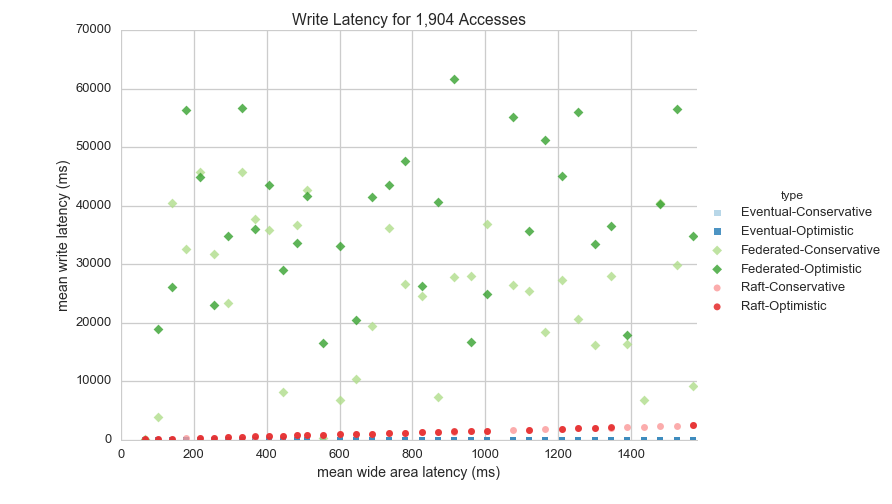 Write Latency for 1,904 Accesses
70000
60000
50000
40000
30000
20000
10000
0
mean write latency (ms)
0 200 400 600 800 1000 1200 1400
mean wide area latency (ms)
type
Eventual-Conservative
Eventual-Optimistic
Federated-Conservative
Federated-Optimistic
Raft-Conservative
Raft-Optimistic